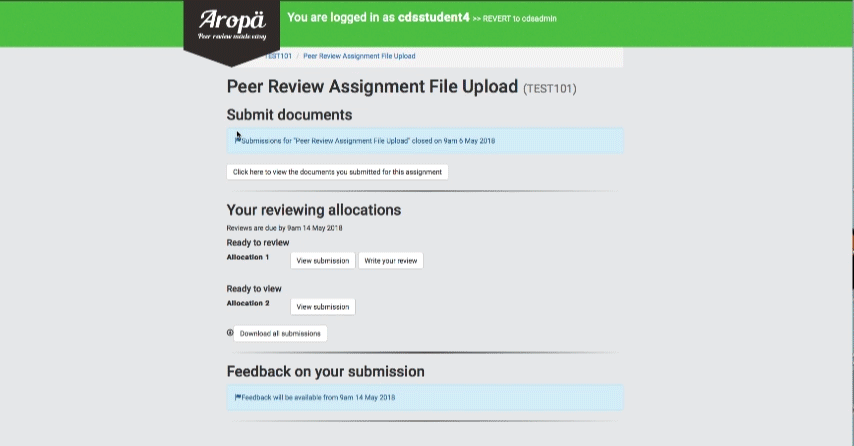 Aropä
Peer review made easy
You are logged in as cdsstudent4 >> REVERT to cdsadmin
TEST101 / Peer Review Assignment File Upload
Peer Review Assignment File Upload (TEST101)
Submit documents
Submissions for "Peer Review Assignment File Upload" closed on 9am 6 May 2018
Click here to view the documents you submitted for this assignment
Your reviewing allocations
Reviews are due by 9am 14 May 2018
Ready to review
Allocation 1 View submission Write your review
Ready to view
Allocation 2 View submission
Download all submissions
Feedback on your submission
Feedback will be available from 9am 14 May 2018